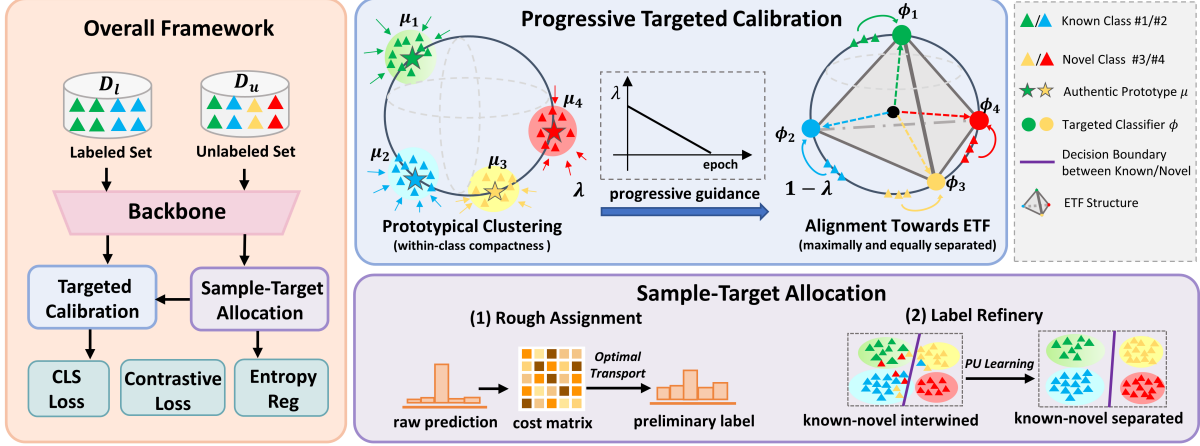 Overall Framework
D_l
D_u
Labeled Set
Unlabeled Set
Backbone
Targeted
Calibration
Sample-Target
Allocation
CLS
Loss
Contrastive
Loss
Entropy
Reg
Progressive Targeted Calibration
μ₁
μ₂
μ₃
μ₄
λ
Prototypical Clustering
(within-class compactness )
λ
epoch
progressive guidance
ϕ₁
ϕ₂
ϕ₃
ϕ₄
1 − λ
Alignment Towards ETF
(maximally and equally separated)
Known Class #1/#2
Novel Class #3/#4
Authentic Prototype μ
Targeted Classifier ϕ
Decision Boundary
between Known/Novel
ETF Structure
Sample-Target Allocation
(1) Rough Assignment
raw prediction
cost matrix
Optimal
Transport
preliminary label
(2) Label Refinery
known-novel intertwined
PU Learning
known-novel separated